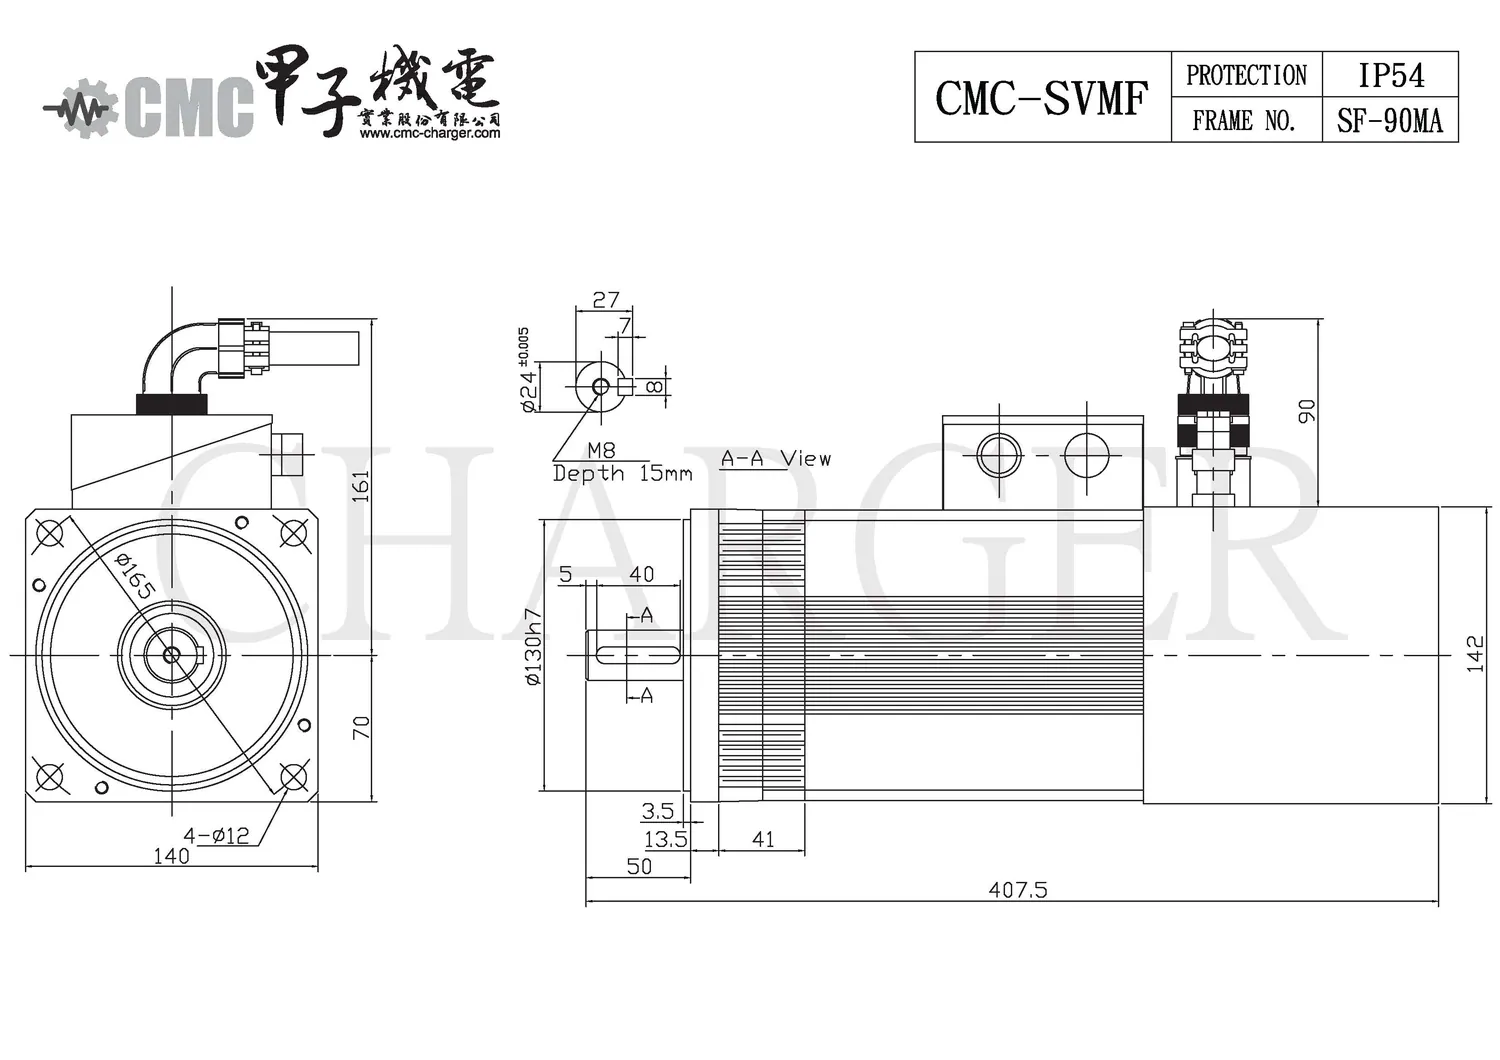 CMC 甲子機電
實業股份有限公司
www.cmc-charger.com
CMC-SVMF
PROTECTION
IP54
FRAME NO.
SF-90MA
CHARGER
27
7
Ø24 ±0.005
8
M8
Depth 15mm
A-A View
90
161
Ø165
70
4-Ø12
140
5
40
A
A
Ø130h7
142
3.5
13.5
41
50
407.5